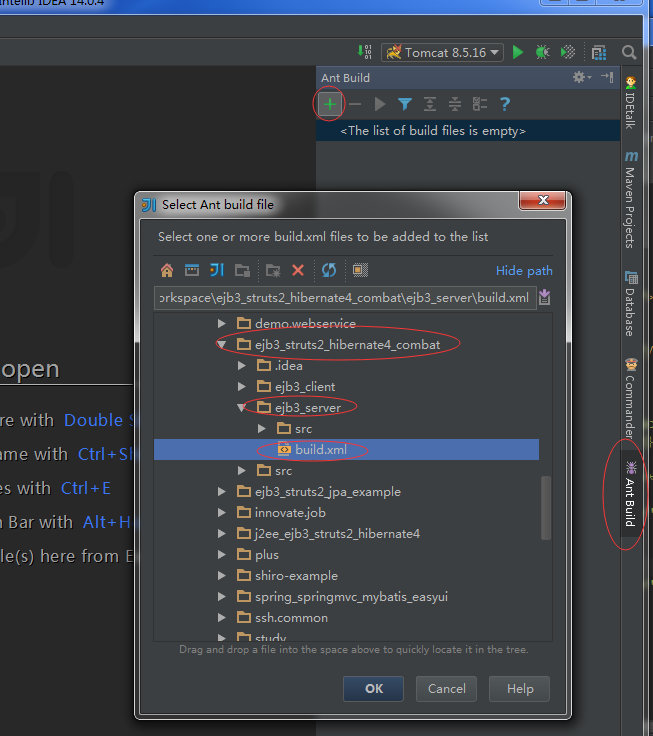 IDEA 14.0.4
Tomcat 8.5.16
Ant Build
<The list of build files is empty>
IDEtalk
Maven Projects
Database
Commander
Ant Build
Select Ant build file
Select one or more build.xml files to be added to the list
Hide path
orkspace\ejb3_struts2_hibernate4_combat\ejb3_server\build.xml
demo.webservice
ejb3_struts2_hibernate4_combat
.idea
ejb3_client
ejb3_server
src
build.xml
src
ejb3_struts2_jpa_example
innovate.job
j2ee_ejb3_struts2_hibernate4
plus
shiro-example
spring_springmvc_mybatis_easyui
ssh.common
study
Drag and drop a file into the space above to quickly locate it in the tree.
OK
Cancel
Help
open
re with Double S
ame with Ctrl+Sh
es with Ctrl+E
n Bar with Alt+H
le(s) here from E